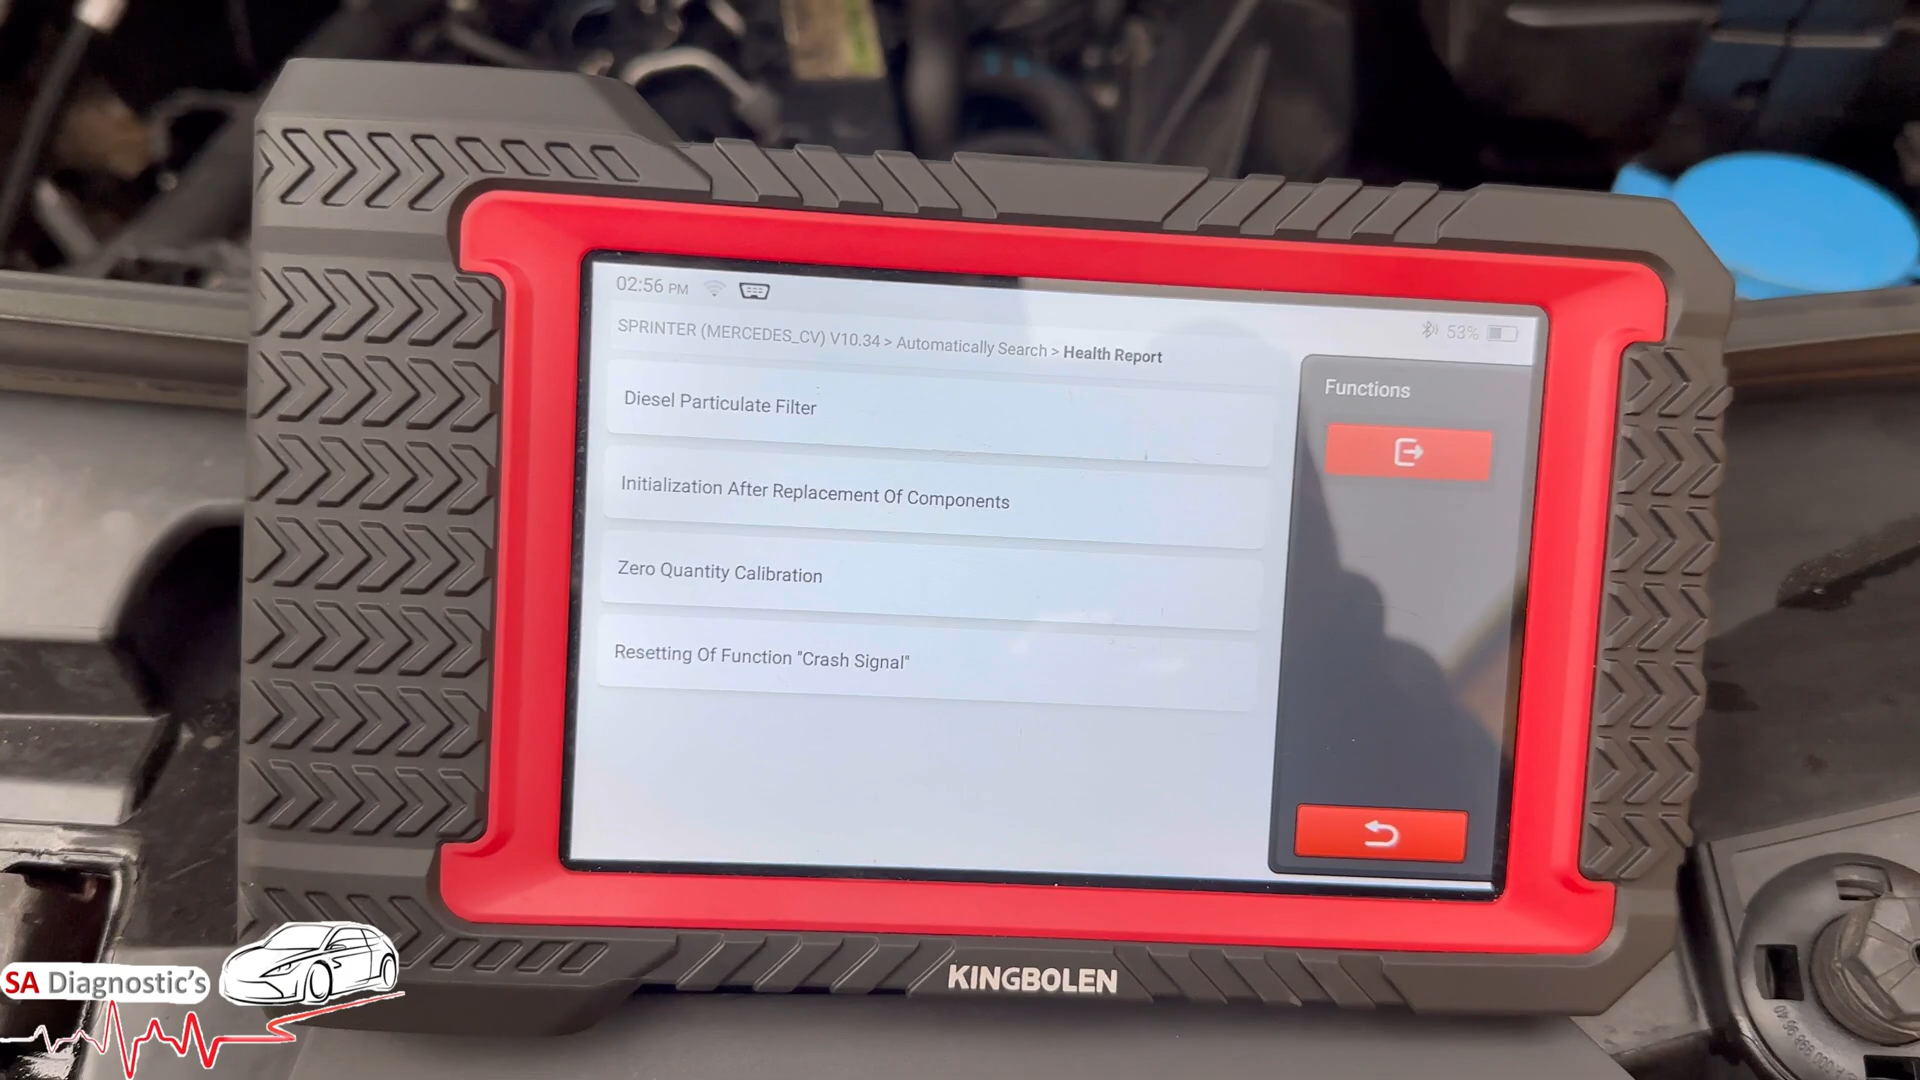 02:56 PM
53%
SPRINTER (MERCEDES_CV) V10.34 > Automatically Search > Health Report
Functions
Diesel Particulate Filter
Initialization After Replacement Of Components
Zero Quantity Calibration
Resetting Of Function "Crash Signal"
KINGBOLEN
SA Diagnostic's